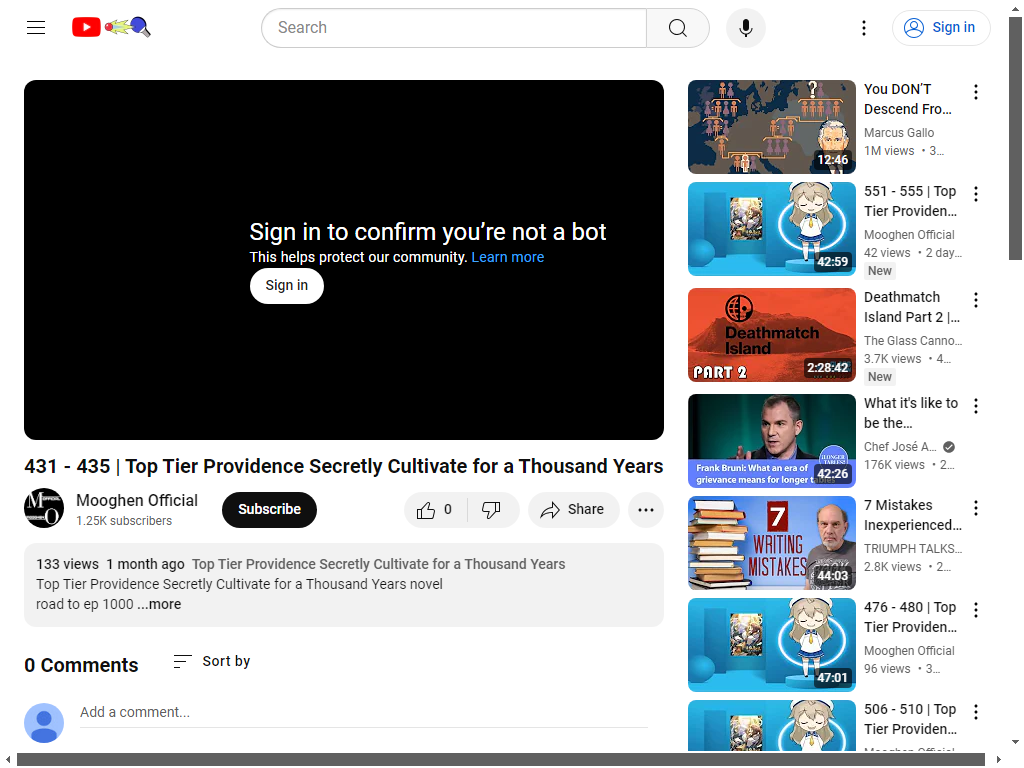 Search
Sign in
Sign in to confirm you're not a bot
This helps protect our community. Learn more
Sign in
431 - 435 | Top Tier Providence Secretly Cultivate for a Thousand Years
Mooghen Official
1.25K subscribers
Subscribe
0
Share
133 views 1 month ago Top Tier Providence Secretly Cultivate for a Thousand Years
Top Tier Providence Secretly Cultivate for a Thousand Years novel
road to ep 1000 ...more
0 Comments
Sort by
Add a comment...
12:46
You DON'T
Descend Fro...
Marcus Gallo
1M views • 3...
42:59
551 - 555 | Top
Tier Providen...
Mooghen Official
42 views • 2 day...
New
Deathmatch
Island
PART 2
2:28:42
Deathmatch
Island Part 2 |...
The Glass Canno...
3.7K views • 4...
New
Frank Bruni: What an era of
grievance means for longer tables
42:26
What it's like to
be the...
Chef José A...
176K views • 2...
7
WRITING
MISTAKES
44:03
7 Mistakes
Inexperienced...
TRIUMPH TALKS...
2.8K views • 2...
47:01
476 - 480 | Top
Tier Providen...
Mooghen Official
96 views • 3...
506 - 510 | Top
Tier Providen...
Mooghen Official